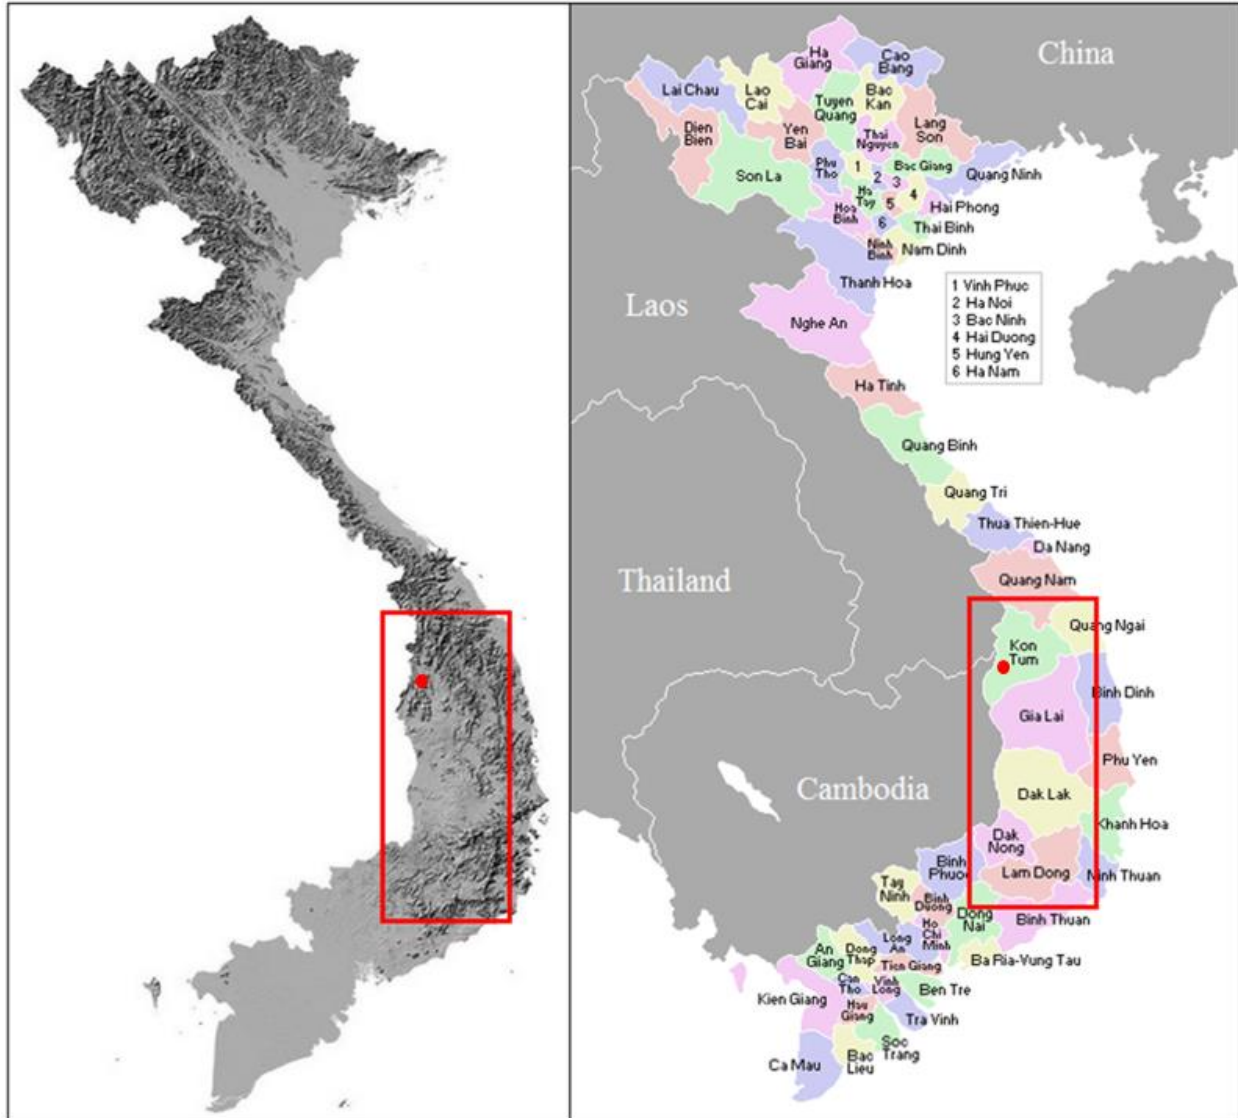 China
Ha
Giang
Cao
Bang
Lai Chau
Lao
Cai
Tuyen
Quang
Bac
Kan
Lang
Son
Dien
Bien
Yen
Bai
Thai
Nguyen
Phu
Tho
1
Bac Giang
Quang Ninh
Son La
2
3
Ha
Tay
5
4
Hai Phong
Hoa
Binh
6
Thai Binh
Ninh
Binh
Nam Dinh
Thanh Hoa
1 Vinh Phuc
2 Ha Noi
3 Bac Ninh
4 Hai Duong
5 Hung Yen
6 Ha Nam
Laos
Nghe An
Ha Tinh
Quang Binh
Quang Tri
Thua Thien-Hue
Da Nang
Thailand
Quang Nam
Quang Ngai
Kon
Tum
Binh Dinh
Gia Lai
Phu Yen
Cambodia
Dak Lak
Khanh Hoa
Dak
Nong
Binh
Phuoc
Lam Dong
Ninh Thuan
Tay
Ninh
Binh
Duong
Dong
Nai
Binh Thuan
Ho
Chi
Minh
Long
An
An
Giang
Dong
Thap
Tien Giang
Ba Ria-Vung Tau
Can
Tho
Vinh
Long
Ben Tre
Kien Giang
Hau
Giang
Tra Vinh
Soc
Trang
Ca Mau
Bac
Lieu